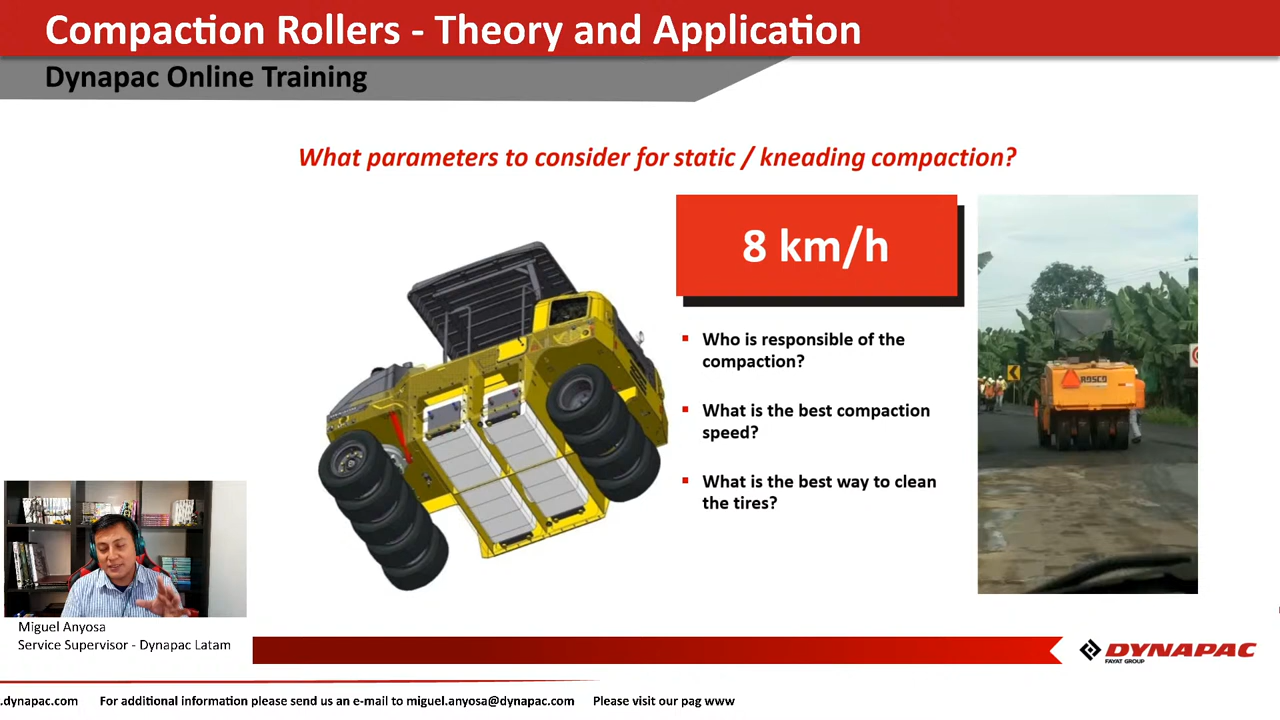 Compaction Rollers - Theory and Application
Dynapac Online Training
What parameters to consider for static / kneading compaction?
8 km/h
Who is responsible of the
compaction?
What is the best compaction
speed?
What is the best way to clean
the tires?
ROSCO
Miguel Anyosa
Service Supervisor - Dynapac Latam
DYNAPAC
FAYAT GROUP
.dynapac.com For additional information please send us an e-mail to miguel.anyosa@dynapac.com Please visit our pag www